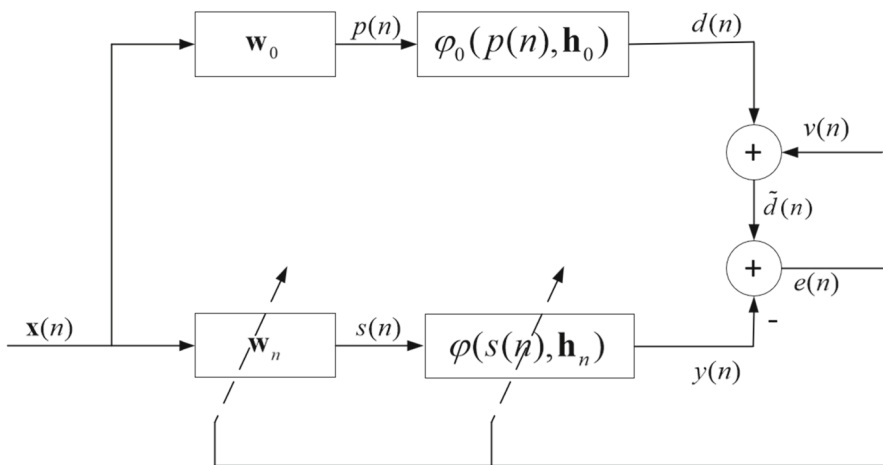 w₀
p(n)
φ₀(p(n),h₀)
d(n)
+
v(n)
d̃(n)
+
e(n)
x(n)
wₙ
s(n)
φ(s(n),hₙ)
-
y(n)